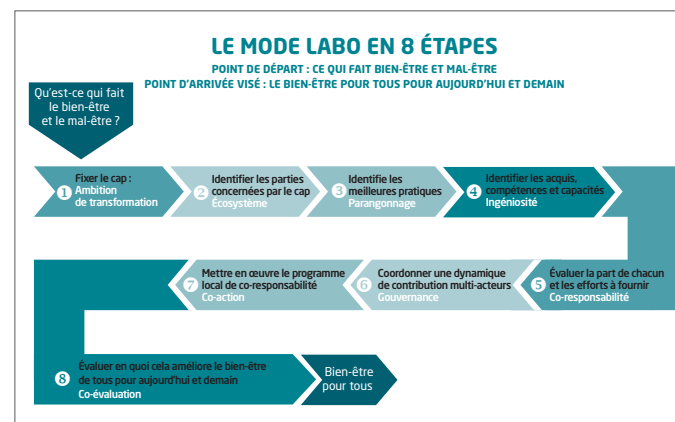 LE MODE LABO EN 8 ÉTAPES
POINT DE DÉPART : CE QUI FAIT BIEN-ÊTRE ET MAL-ÊTRE
POINT D'ARRIVÉE VISÉ : LE BIEN-ÊTRE POUR TOUS POUR AUJOURD'HUI ET DEMAIN
Qu'est-ce qui fait
le bien-être
et le mal-être ?
1
Fixer le cap :
Ambition
de transformation
2
Identifier les parties
concernées par le cap
Écosystème
3
Identifie les
meilleures pratiques
Parangonnage
4
Identifier les acquis,
compétences et capacités
Ingéniosité
5
Évaluer la part de chacun
et les efforts à fournir
Co-responsabilité
6
Coordonner une dynamique
de contribution multi-acteurs
Gouvernance
7
Mettre en œuvre le programme
local de co-responsabilité
Co-action
8
Évaluer en quoi cela améliore le bien-être
de tous pour aujourd'hui et demain
Co-évaluation
Bien-être
pour tous